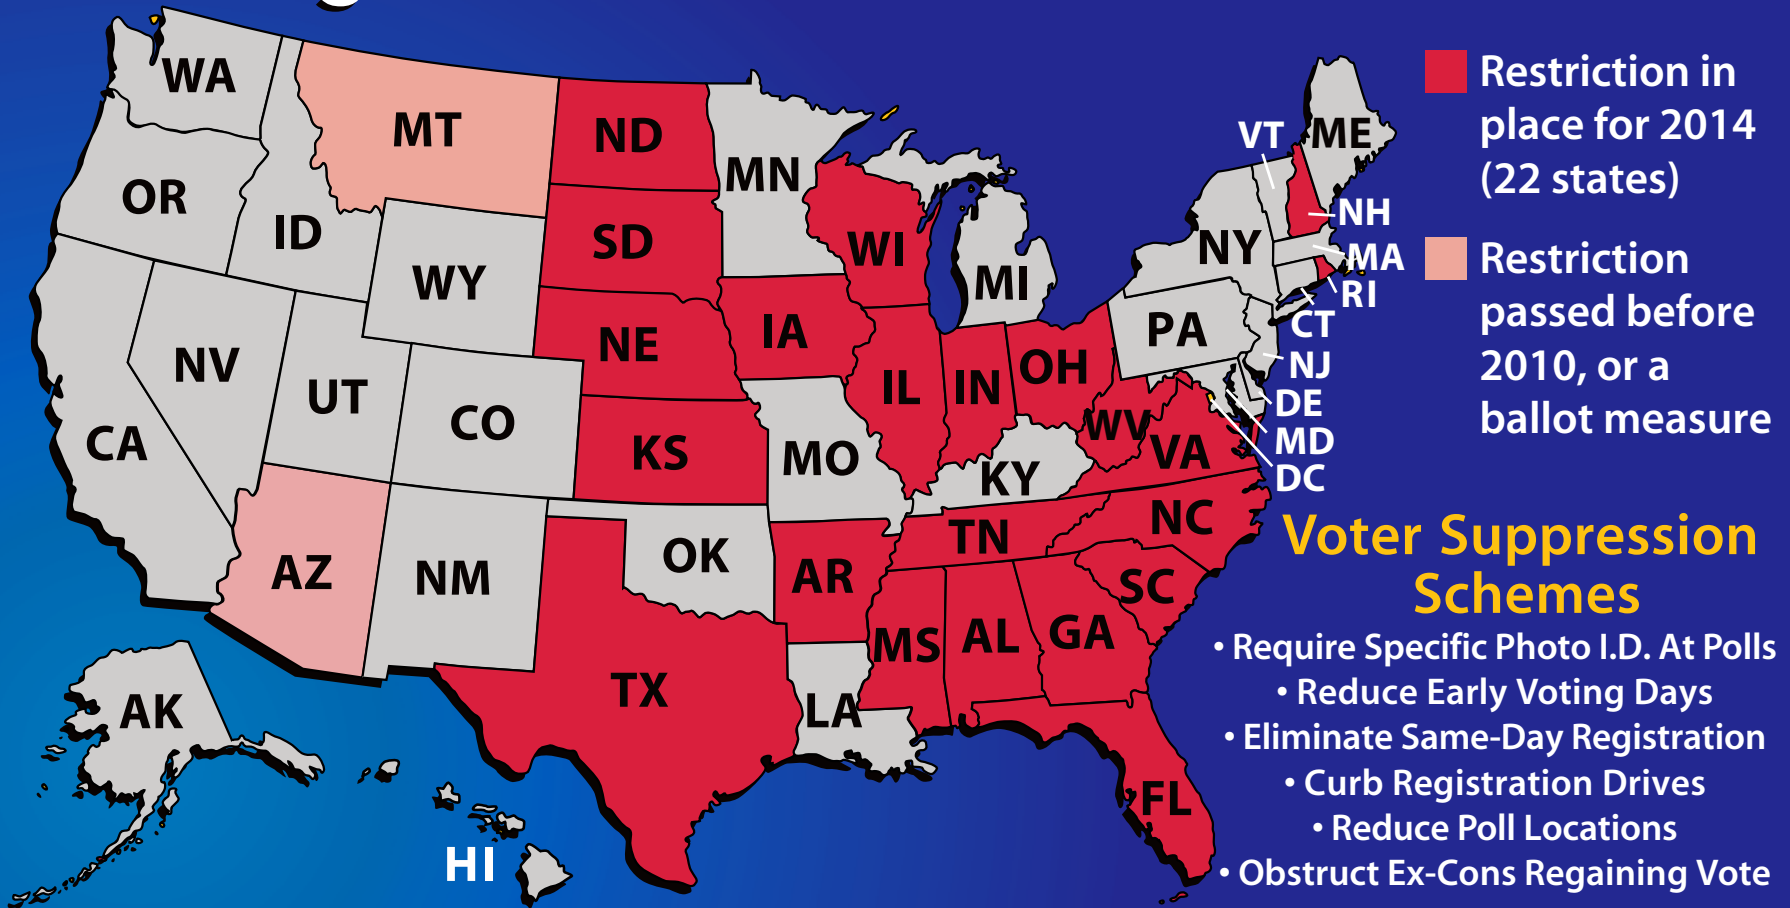 WA
MT
ND
MN
OR
ID
SD
WI
WY
MI
NY
VT
ME
NH
MA
RI
CT
NJ
DE
MD
DC
PA
NV
UT
CO
NE
IA
IL
IN
OH
CA
KS
MO
KY
WV
VA
AZ
NM
OK
AR
TN
NC
SC
MS
AL
GA
TX
LA
FL
AK
HI
Restriction in
place for 2014
(22 states)
Restriction
passed before
2010, or a
ballot measure
Voter Suppression
Schemes
• Require Specific Photo I.D. At Polls
• Reduce Early Voting Days
• Eliminate Same-Day Registration
• Curb Registration Drives
• Reduce Poll Locations
• Obstruct Ex-Cons Regaining Vote